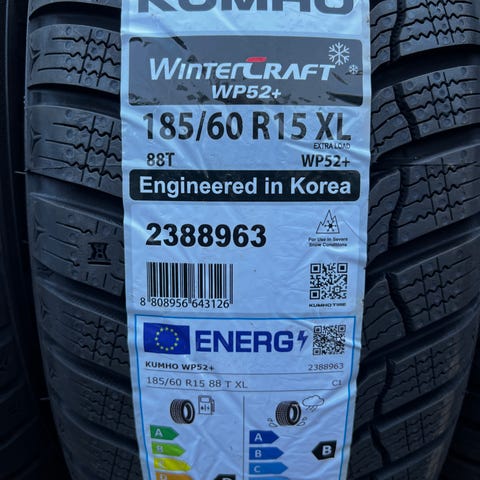 KUMHO
WINTERCRAFT
WP52+
185/60 R15 XL
EXTRA LOAD
88T WP52+
Engineered in Korea
2388963
For Use in Severe
Snow Conditions
8 808956 643126
KUMHO TIRE
ENERG
KUMHO WP52+ 2388963
185/60 R15 88 T XL C1
A A
B B B
C C
D